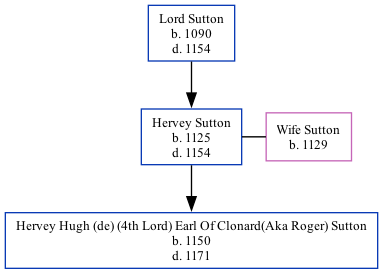 Lord Sutton
b. 1090
d. 1154
Hervey Sutton
b. 1125
d. 1154
Wife Sutton
b. 1129
Hervey Hugh (de) (4th Lord) Earl Of Clonard(Aka Roger) Sutton
b. 1150
d. 1171